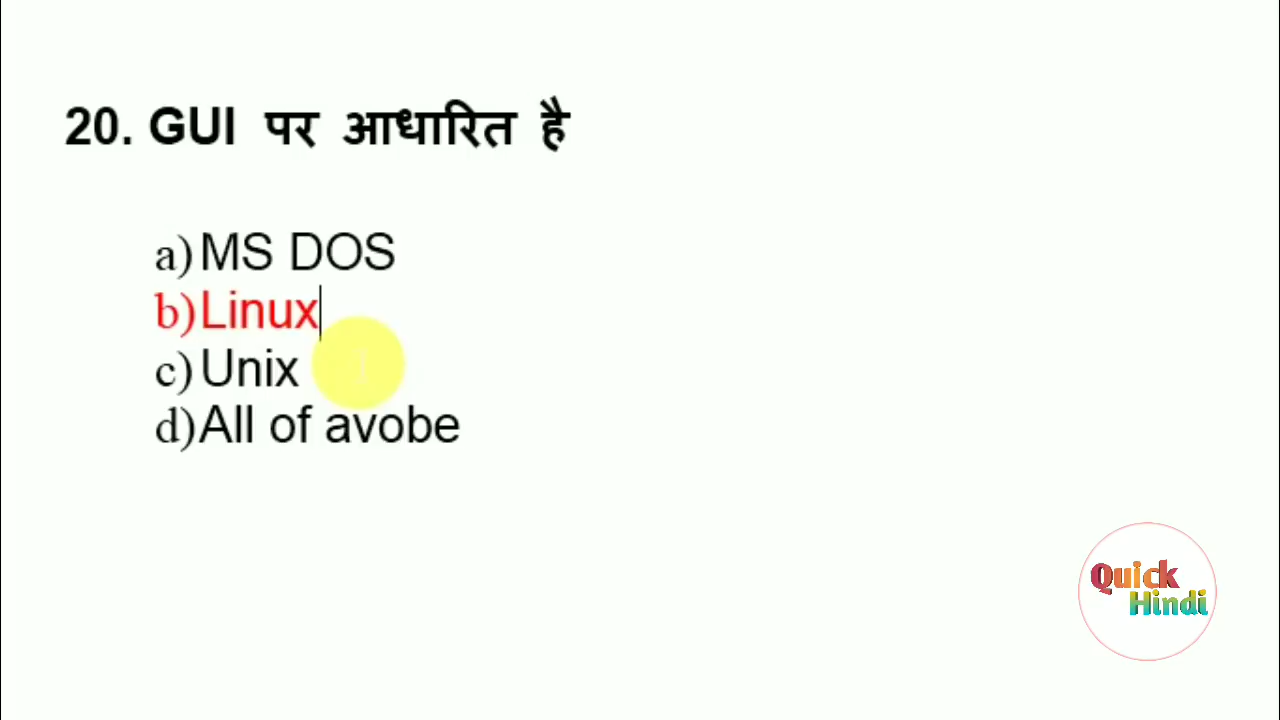 20. GUI पर आधारित है
a) MS DOS
b) Linux
c) Unix
d) All of avobe
Quick
Hindi